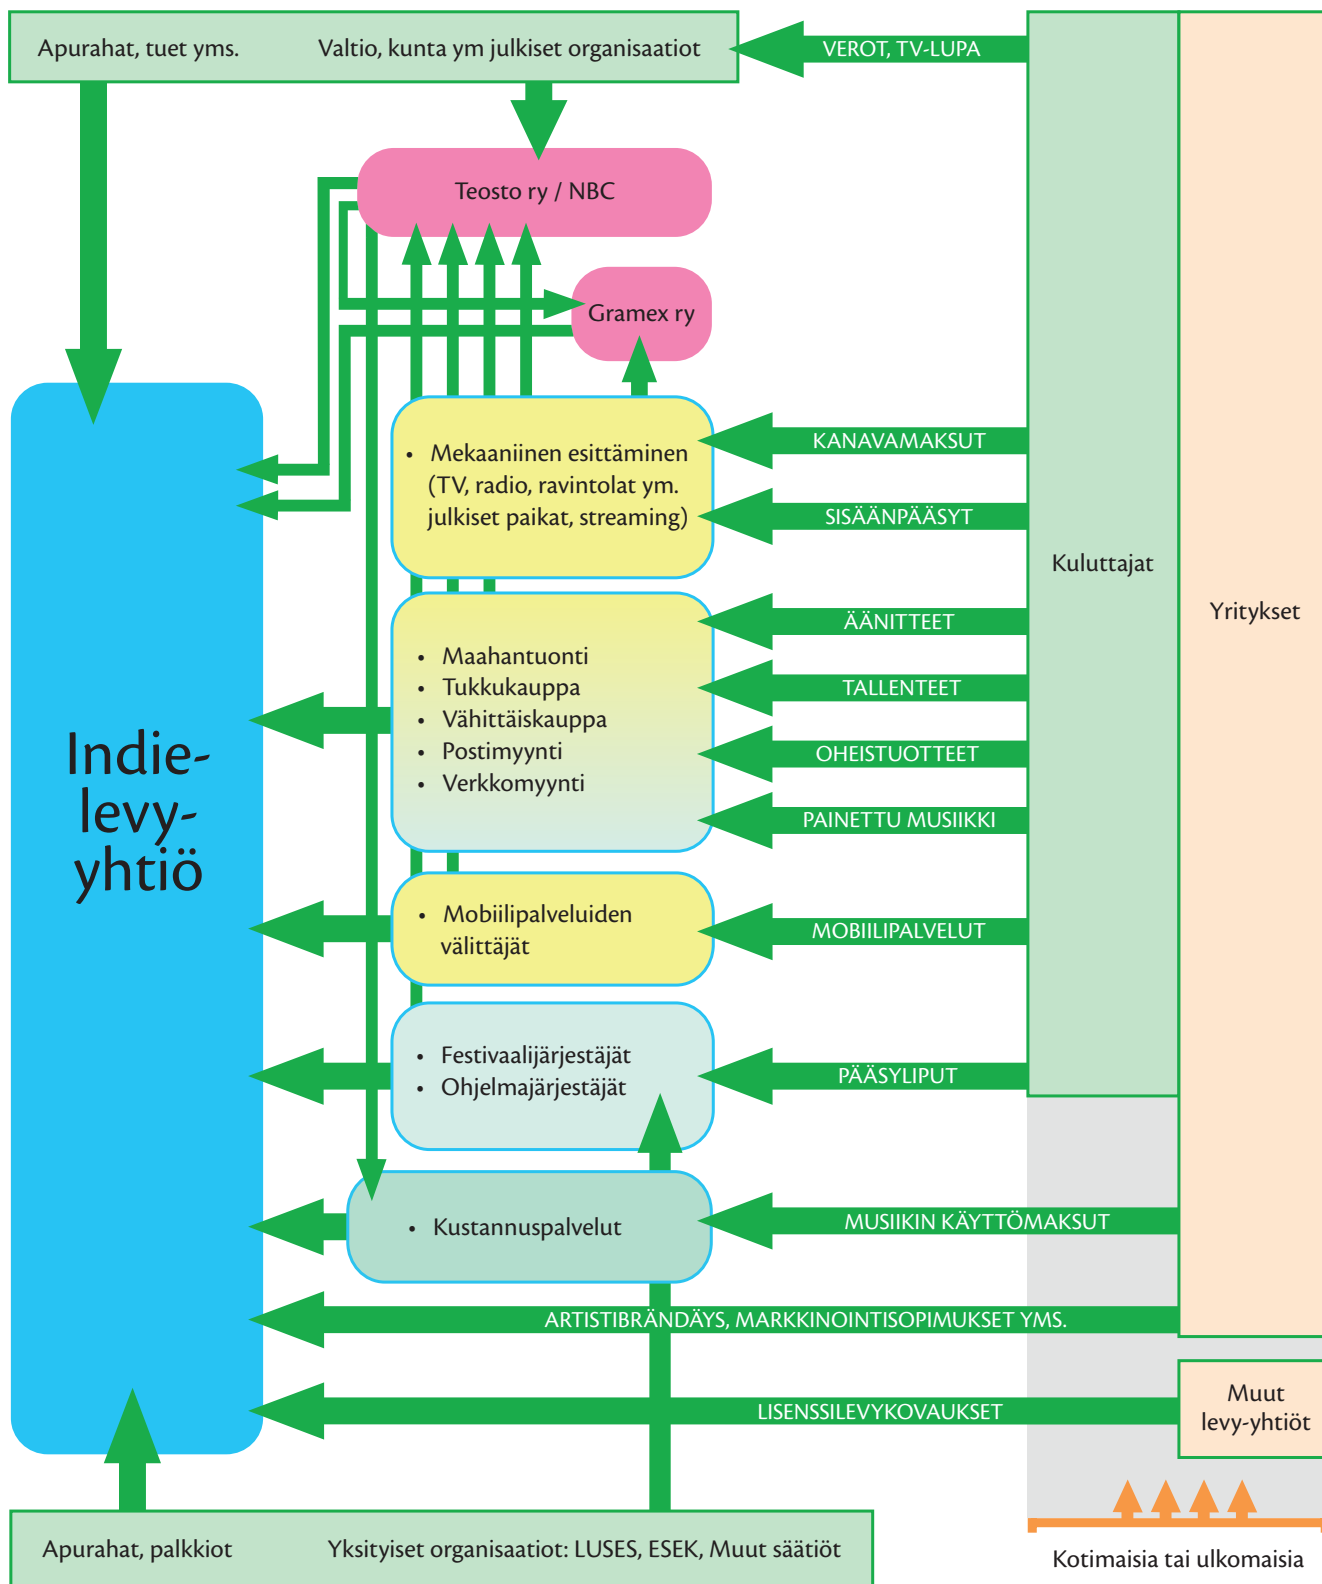 Apurahat, tuet yms.
Valtio, kunta ym julkiset organisaatiot
VEROT, TV-LUPA
Teosto ry / NBC
Gramex ry
• Mekaaniinen esittäminen
(TV, radio, ravintolat ym.
julkiset paikat, streaming)
KANAVAMAKSUT
SISÄÄNPÄÄSYT
Kuluttajat
Yritykset
• Maahantuonti
• Tukkukauppa
• Vähittäiskauppa
• Postimyynti
• Verkkomyynti
ÄÄNITTEET
TALLENTEET
OHEISTUOTTEET
PAINETTU MUSIIKKI
Indie-
levy-
yhtiö
• Mobiilipalveluiden
välittäjät
MOBIILIPALVELUT
• Festivaalijärjestäjät
• Ohjelmajärjestäjät
PÄÄSYLIPUT
• Kustannuspalvelut
MUSIIKIN KÄYTTÖMAKSUT
ARTISTIBRÄNDÄYS, MARKKINOINTISOPIMUKSET YMS.
LISENSSILEVYKOVAUKSET
Muut
levy-yhtiöt
Apurahat, palkkiot
Yksityiset organisaatiot: LUSES, ESEK, Muut säätiöt
Kotimaisia tai ulkomaisia